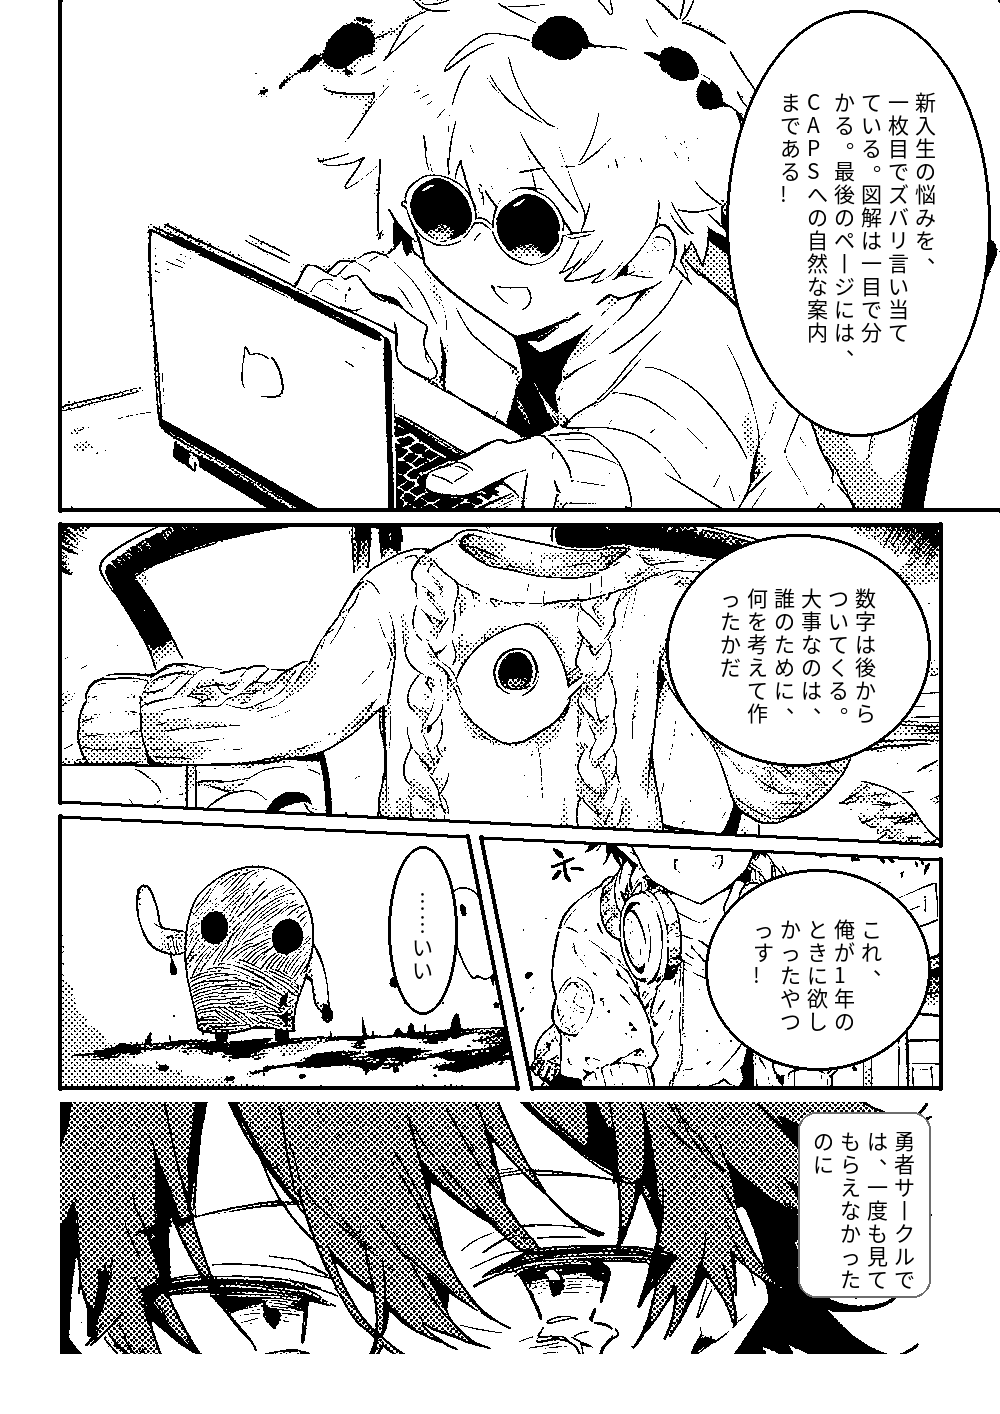 新入生の悩みを、
一枚目でズバリ言い当て
ている。図解は一目で分
かる。最後のページには、
CAPSへの自然な案内
まである！
数字は後から
ついてくる。
大事なのは、
誰のために、
何を考えて作
ったかだ
これ、
俺が1年の
ときに欲し
かったやつ
っす！
……いい
勇者サークルで
は、一度も見て
もらえなかった
のに